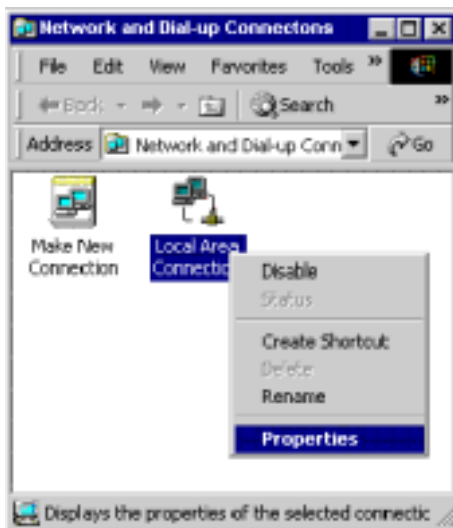 Network and Dial-up Connectons
File Edit View Favorites Tools »
Back Search »
Address Network and Dial-up Conn Go
Make New
Connection
Local Area
Connectio
Disable
Status
Create Shortcut
Delete
Rename
Properties
Displays the properties of the selected connectic